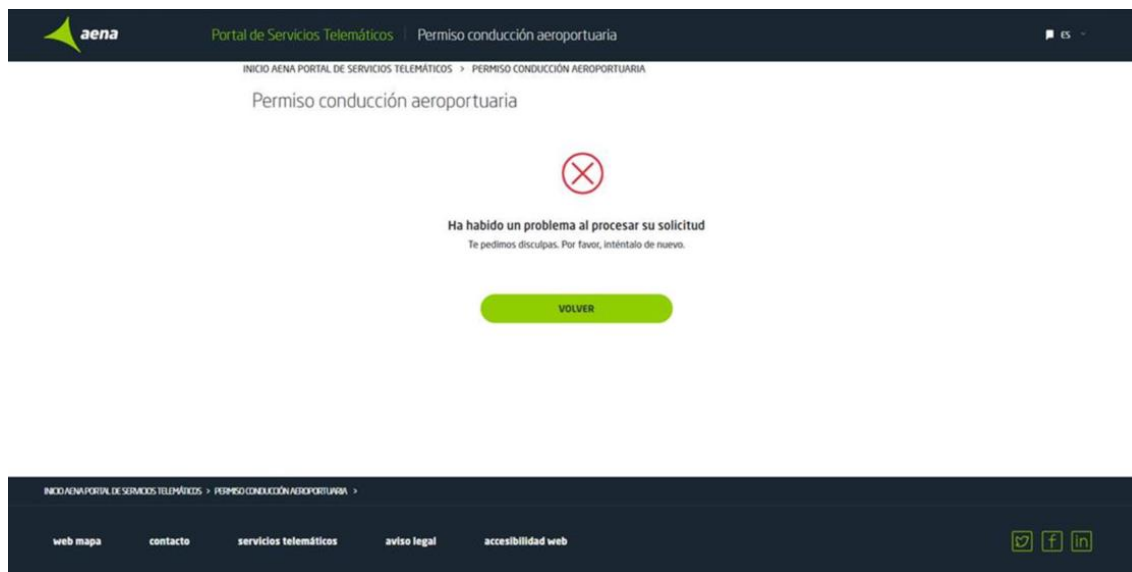 aena
Portal de Servicios Telemáticos | Permiso conducción aeroportuaria
ES
INICIO AENA PORTAL DE SERVICIOS TELEMÁTICOS > PERMISO CONDUCCIÓN AEROPORTUARIA
Permiso conducción aeroportuaria
Ha habido un problema al procesar su solicitud
Te pedimos disculpas. Por favor, inténtalo de nuevo.
VOLVER
INICIO AENA PORTAL DE SERVICIOS TELEMÁTICOS > PERMISO CONDUCCIÓN AEROPORTUARIA >
web mapa contacto servicios telemáticos aviso legal accesibilidad web
f in